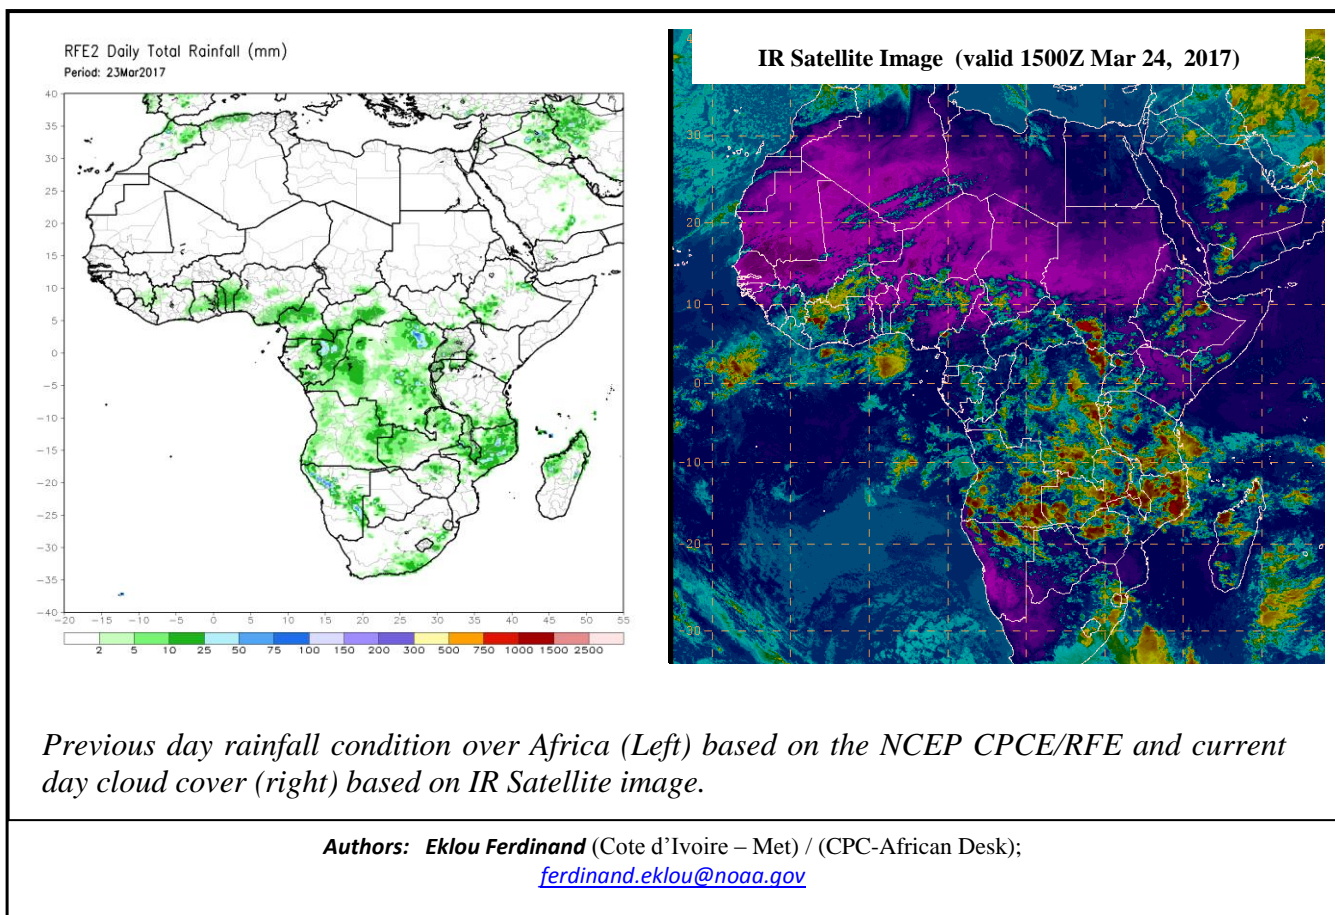 RFE2 Daily Total Rainfall (mm)
Period: 23Mar2017
40
35
30
25
20
15
10
5
0
−5
−10
−15
−20
−25
−30
−35
−40
−20 −15 −10 −5 0 5 10 15 20 25 30 35 40 45 50 55
2 5 10 25 50 75 100 150 200 300 500 750 1000 1500 2500
IR Satellite Image (valid 1500Z Mar 24, 2017)
30
20
10
0
10
20
30
Previous day rainfall condition over Africa (Left) based on the NCEP CPCE/RFE and current
day cloud cover (right) based on IR Satellite image.
Authors: Eklou Ferdinand (Cote d’Ivoire – Met) / (CPC-African Desk);
ferdinand.eklou@noaa.gov